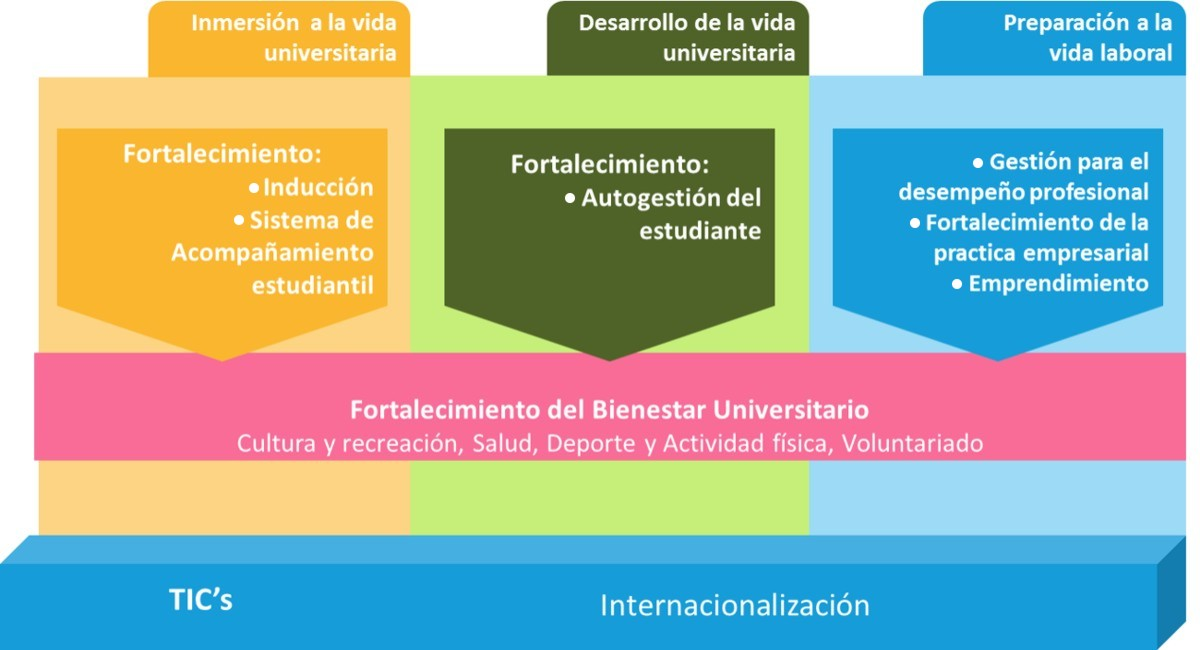 Inmersión a la vida
universitaria
Desarrollo de la vida
universitaria
Preparación a la
vida laboral
Fortalecimiento:
• Inducción
• Sistema de
Acompañamiento
estudiantil
Fortalecimiento:
• Autogestión del
estudiante
• Gestión para el
desempeño profesional
• Fortalecimiento de la
practica empresarial
• Emprendimiento
Fortalecimiento del Bienestar Universitario
Cultura y recreación, Salud, Deporte y Actividad física, Voluntariado
TIC’s
Internacionalización